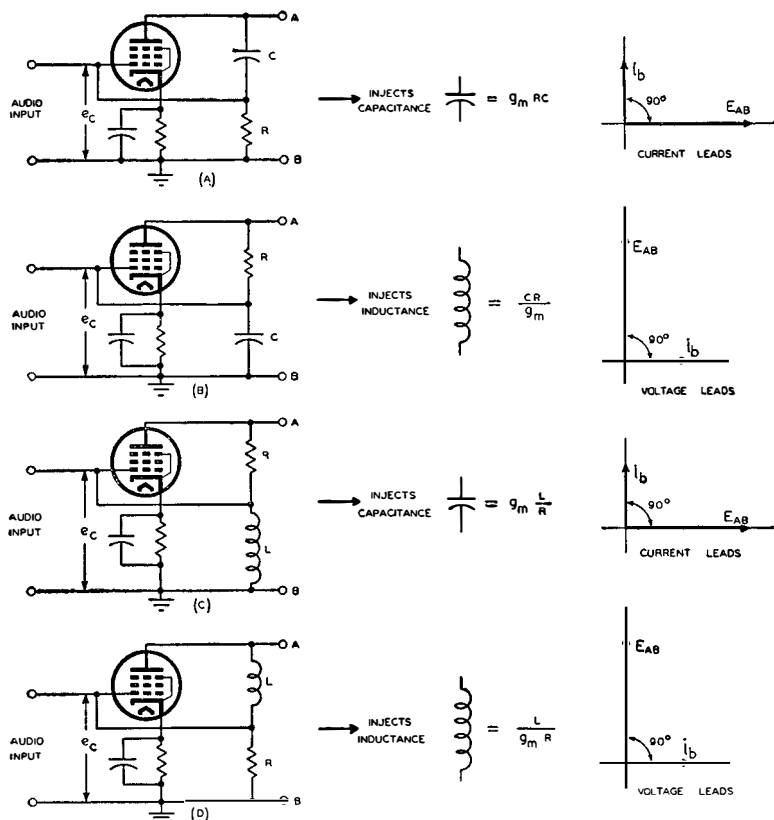 A
C
AUDIO
INPUT
e_c
R
B
(A)
INJECTS
CAPACITANCE
= g_m RC
i_b
90°
E_AB
CURRENT LEADS
A
R
AUDIO
INPUT
e_c
C
B
(B)
INJECTS
INDUCTANCE
= CR
g_m
E_AB
90°
i_b
VOLTAGE LEADS
A
R
AUDIO
INPUT
e_c
L
B
(C)
INJECTS
CAPACITANCE
= g_m L
R
i_b
90°
E_AB
CURRENT LEADS
A
L
AUDIO
INPUT
e_c
R
B
(D)
INJECTS
INDUCTANCE
= L
g_m R
E_AB
90°
i_b
VOLTAGE LEADS